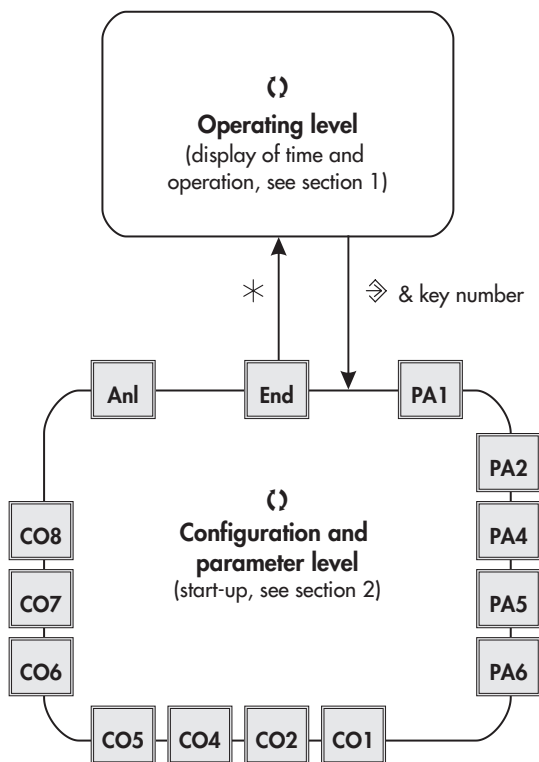 Operating level
(display of time and
operation, see section 1)
& key number
Anl
End
PA1
PA2
CO8
Configuration and
parameter level
(start-up, see section 2)
PA4
CO7
PA5
CO6
PA6
CO5
CO4
CO2
CO1